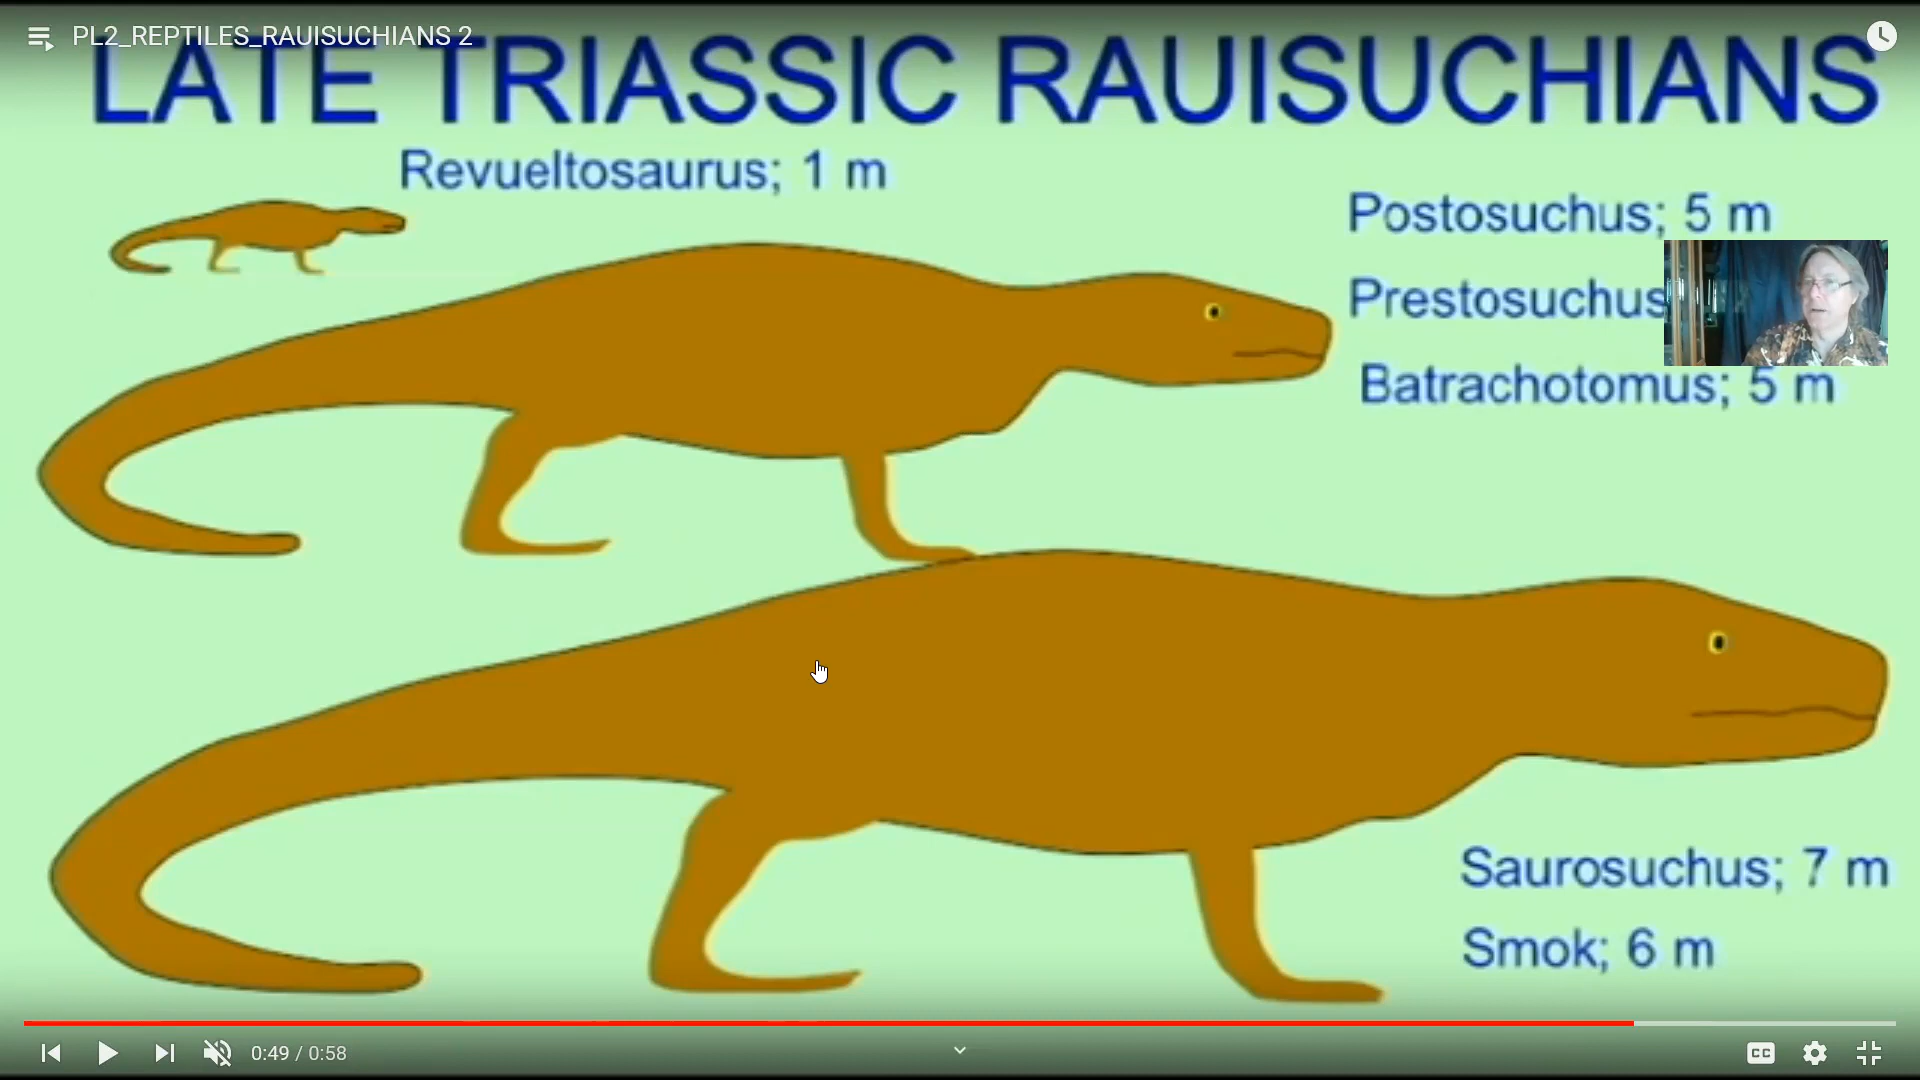 PL2_REPTILES_RAUISUCHIANS 2
LATE TRIASSIC RAUISUCHIANS
Revueltosaurus; 1 m
Postosuchus; 5 m
Prestosuchus
Batrachotomus; 5 m
Saurosuchus; 7 m
Smok; 6 m
0:49 / 0:58
CC